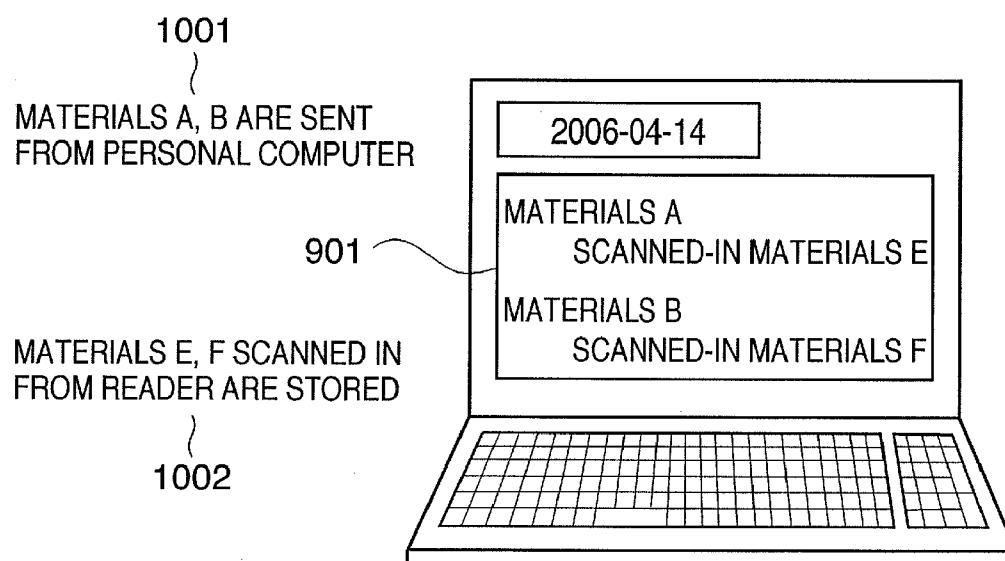 1001
MATERIALS A, B ARE SENT
FROM PERSONAL COMPUTER
2006-04-14
MATERIALS A
SCANNED-IN MATERIALS E
901
MATERIALS B
SCANNED-IN MATERIALS F
MATERIALS E, F SCANNED IN
FROM READER ARE STORED
1002